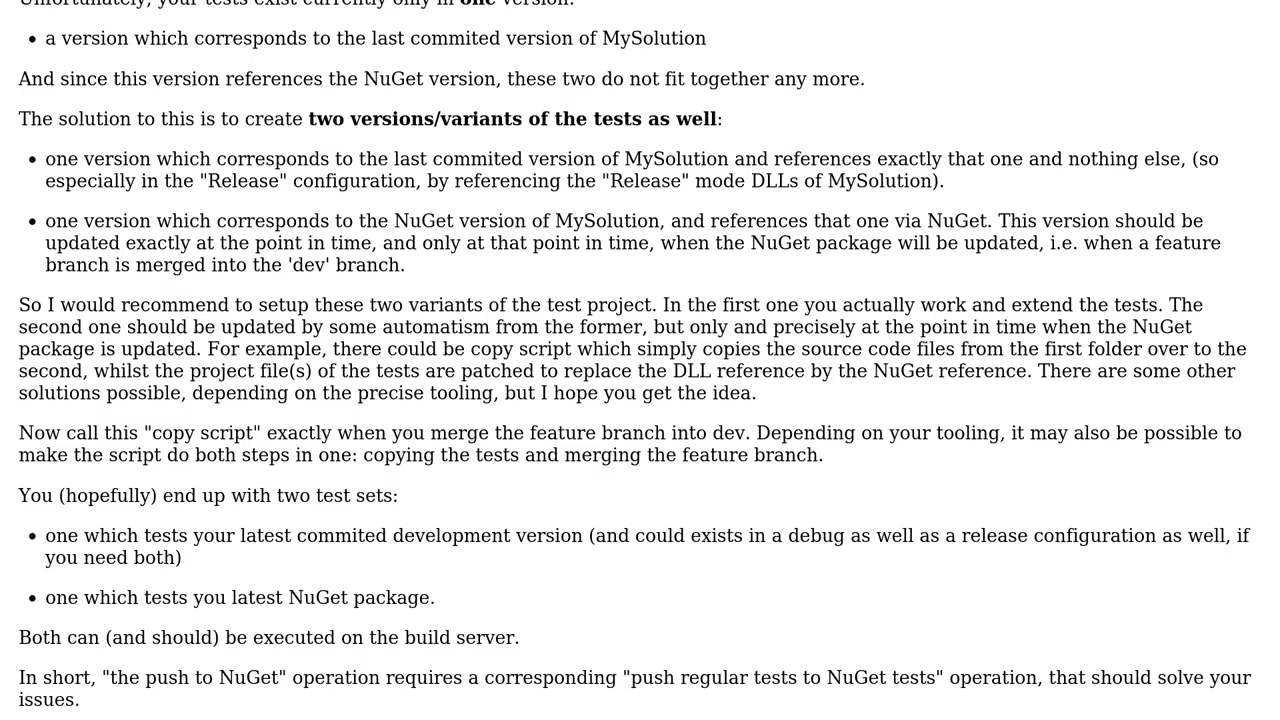 Unfortunately, your tests exist currently only in one version:
• a version which corresponds to the last commited version of MySolution
And since this version references the NuGet version, these two do not fit together any more.
The solution to this is to create two versions/variants of the tests as well:
• one version which corresponds to the last commited version of MySolution and references exactly that one and nothing else, (so
especially in the "Release" configuration, by referencing the "Release" mode DLLs of MySolution).
• one version which corresponds to the NuGet version of MySolution, and references that one via NuGet. This version should be
updated exactly at the point in time, and only at that point in time, when the NuGet package will be updated, i.e. when a feature
branch is merged into the 'dev' branch.
So I would recommend to setup these two variants of the test project. In the first one you actually work and extend the tests. The
second one should be updated by some automatism from the former, but only and precisely at the point in time when the NuGet
package is updated. For example, there could be copy script which simply copies the source code files from the first folder over to the
second, whilst the project file(s) of the tests are patched to replace the DLL reference by the NuGet reference. There are some other
solutions possible, depending on the precise tooling, but I hope you get the idea.
Now call this "copy script" exactly when you merge the feature branch into dev. Depending on your tooling, it may also be possible to
make the script do both steps in one: copying the tests and merging the feature branch.
You (hopefully) end up with two test sets:
• one which tests your latest commited development version (and could exists in a debug as well as a release configuration as well, if
you need both)
• one which tests you latest NuGet package.
Both can (and should) be executed on the build server.
In short, "the push to NuGet" operation requires a corresponding "push regular tests to NuGet tests" operation, that should solve your
issues.